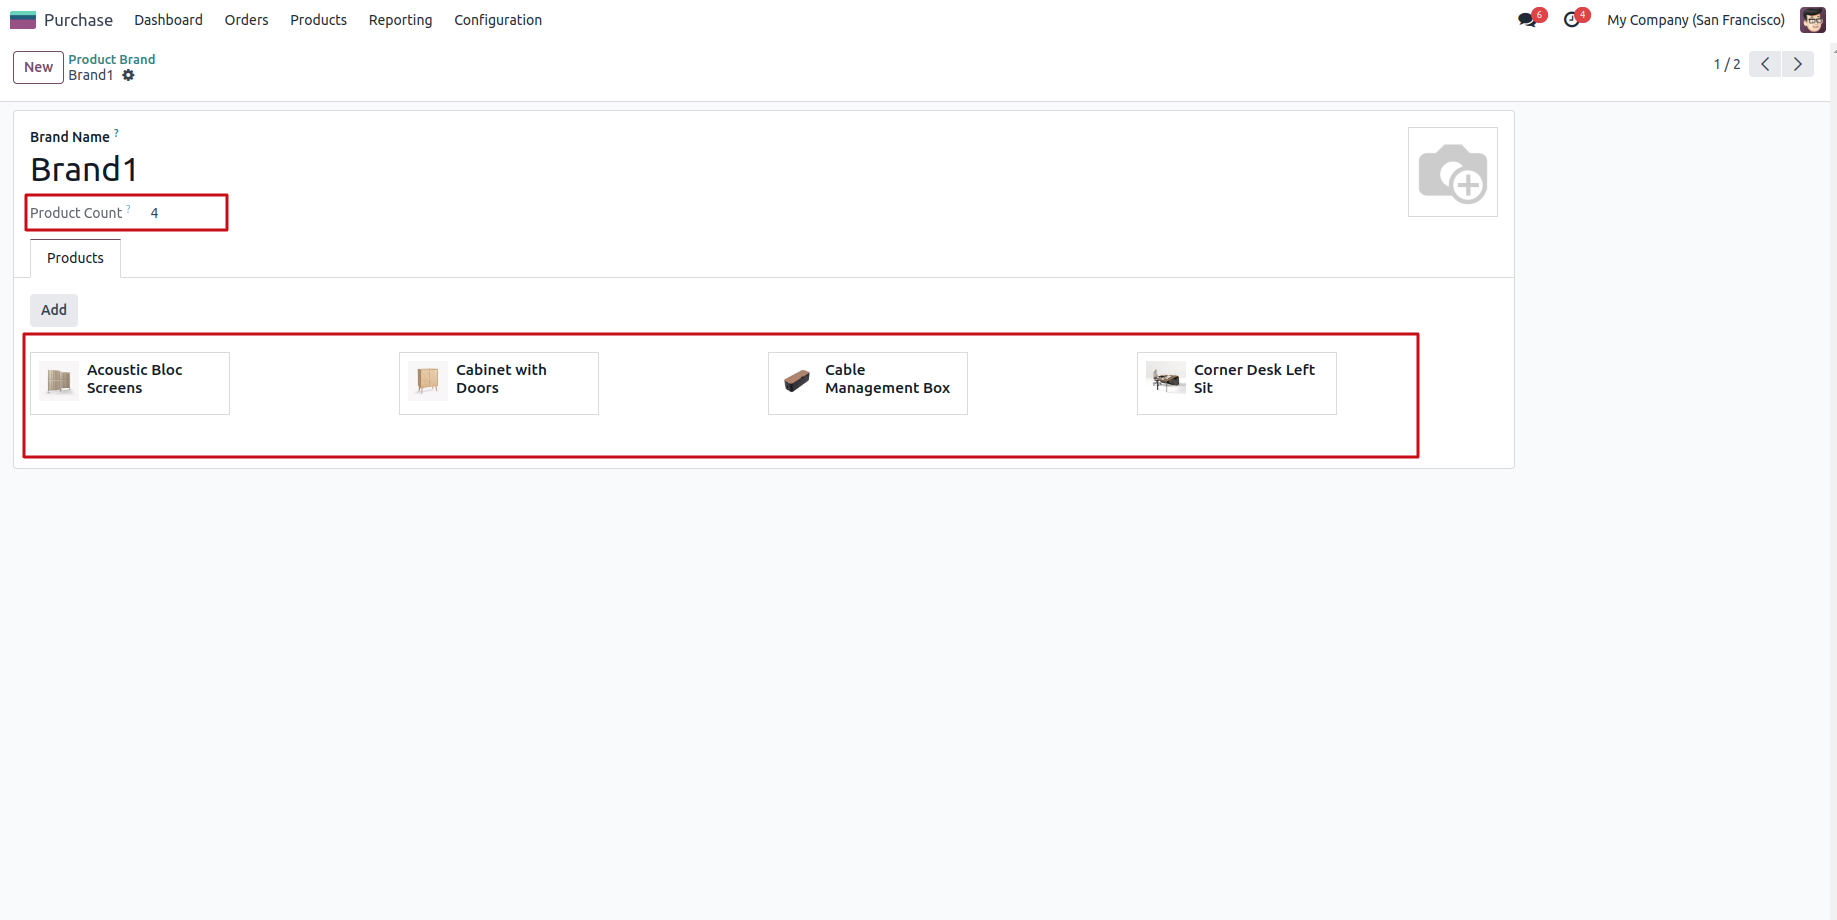 Purchase Dashboard Orders Products Reporting Configuration 6 4 My Company (San Francisco)
New Product Brand
Brand1 1 / 2
Brand Name ?
Brand1
Product Count ? 4
Products
Add
Acoustic Bloc
Screens
Cabinet with
Doors
Cable
Management Box
Corner Desk Left
Sit